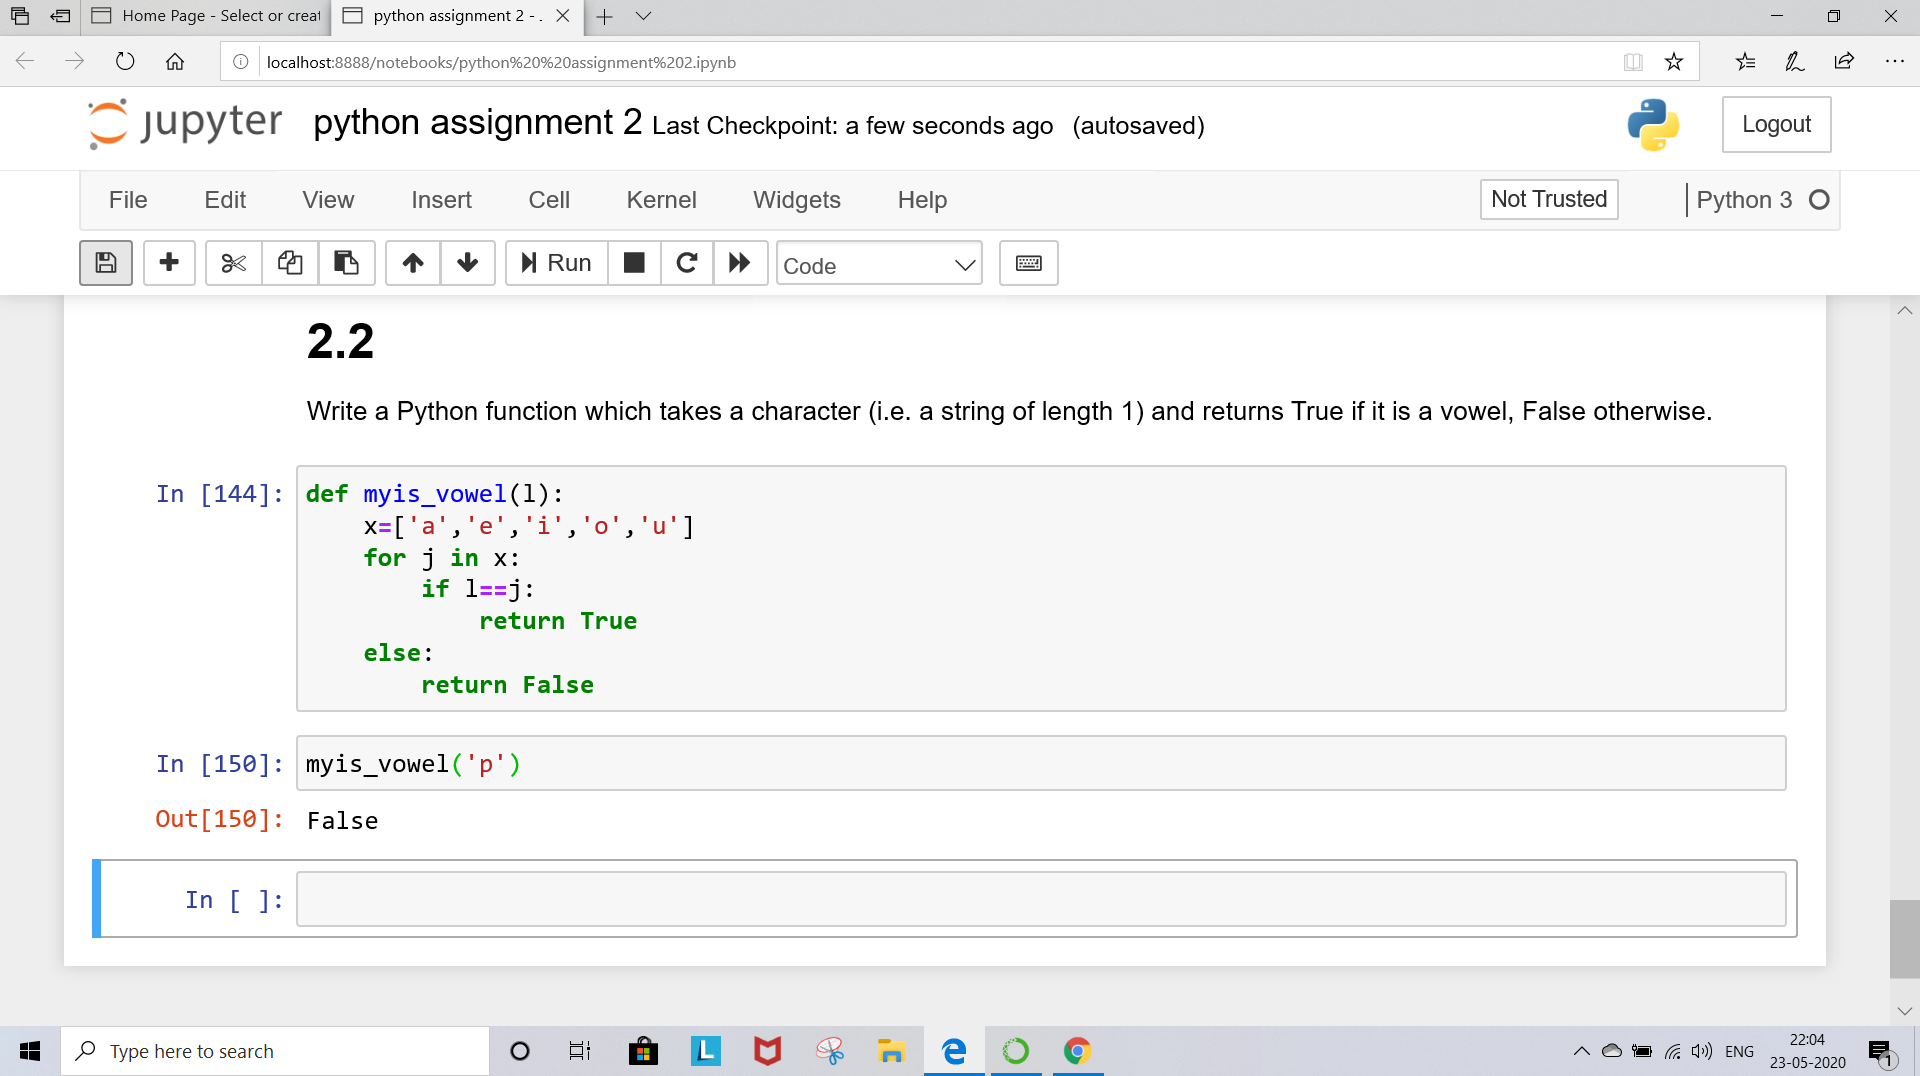 Home Page - Select or creat
python assignment 2 - .
localhost:8888/notebooks/python%20%20assignment%202.ipynb
jupyter python assignment 2 Last Checkpoint: a few seconds ago (autosaved)
Logout
File Edit View Insert Cell Kernel Widgets Help
Not Trusted
Python 3
Run
Code
2.2
Write a Python function which takes a character (i.e. a string of length 1) and returns True if it is a vowel, False otherwise.
In [144]: def myis_vowel(l):
    x=['a','e','i','o','u']
    for j in x:
        if l==j:
            return True
    else:
        return False
In [150]: myis_vowel('p')
Out[150]: False
In [ ]:
Type here to search
L
ENG
22:04
23-05-2020
1